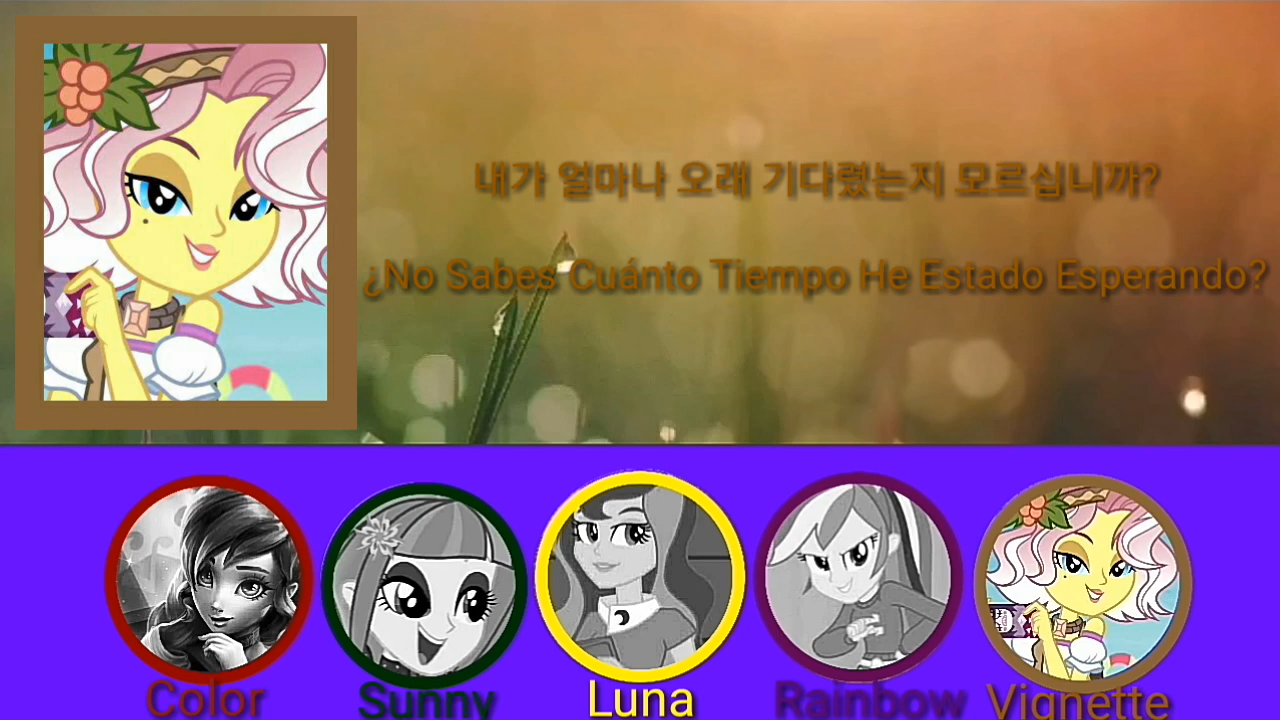 내가 얼마나 오래 기다렸는지 모르십니까?
¿No Sabes Cuánto Tiempo He Estado Esperando?
Color Sunny Luna Rainbow Vignette